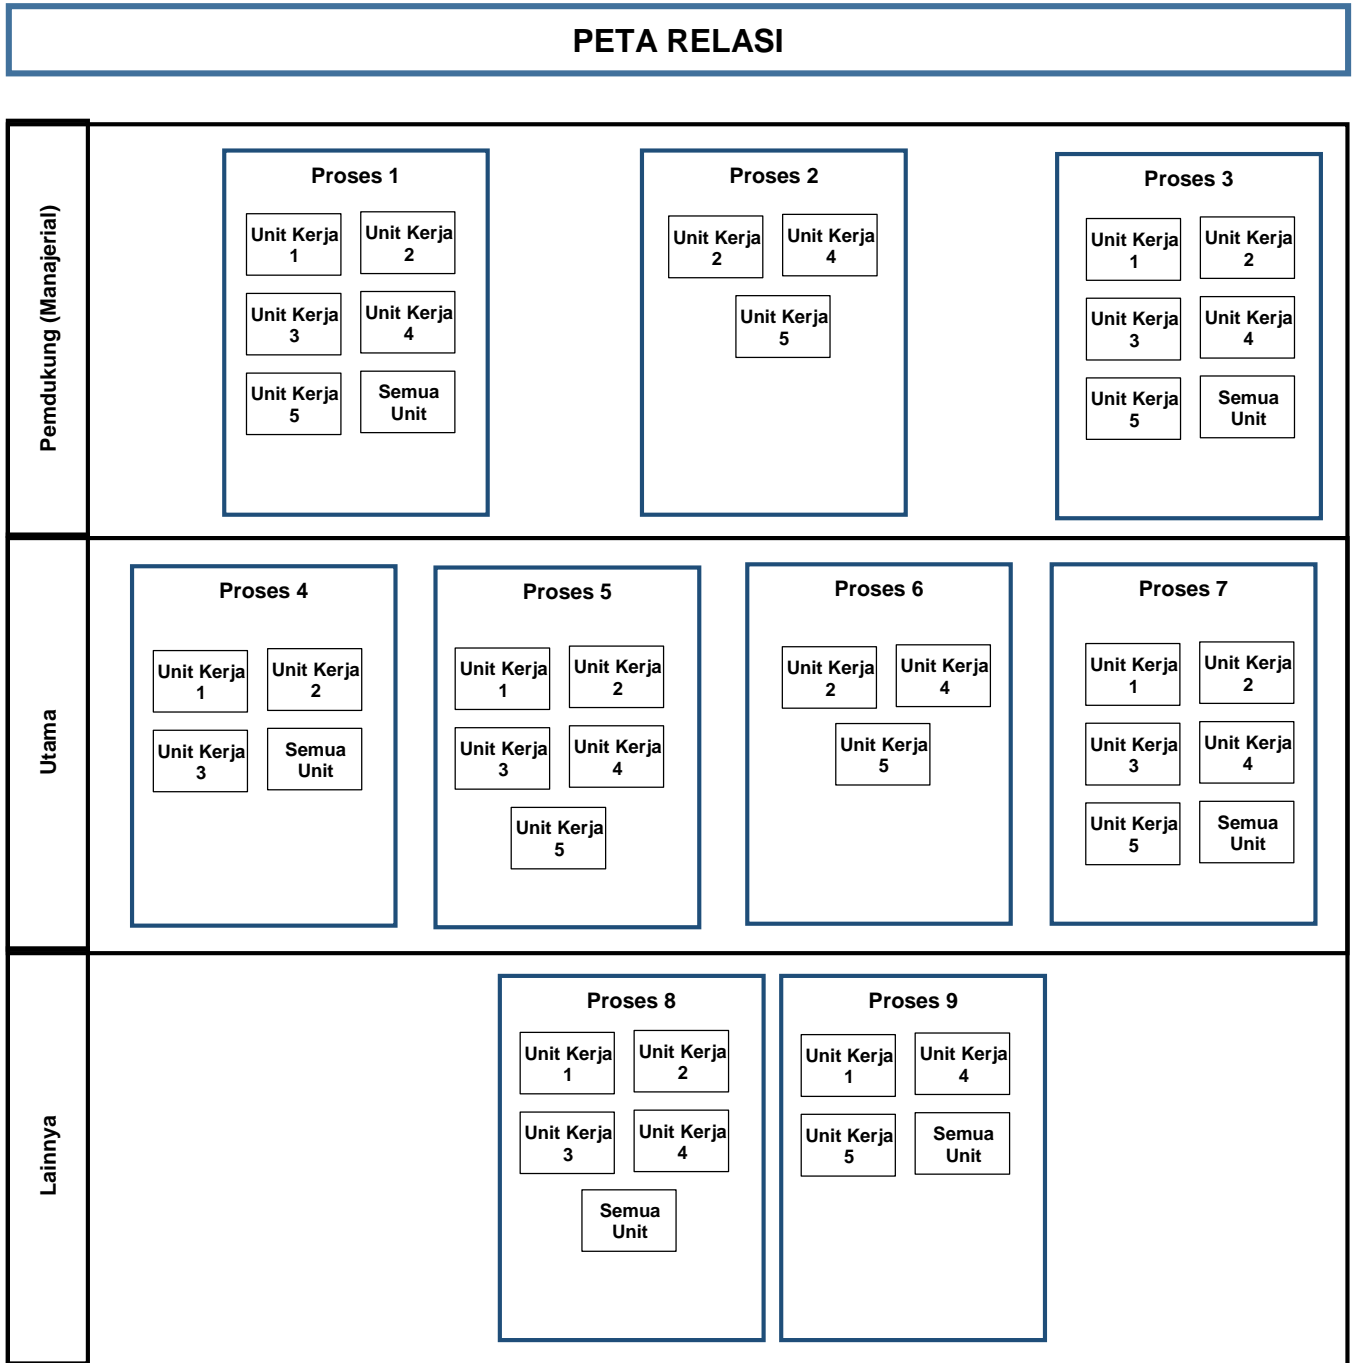 PETA RELASI
Pemdukung (Manajerial)
Proses 1
Unit Kerja
1
Unit Kerja
2
Unit Kerja
3
Unit Kerja
4
Unit Kerja
5
Semua
Unit
Proses 2
Unit Kerja
2
Unit Kerja
4
Unit Kerja
5
Proses 3
Unit Kerja
1
Unit Kerja
2
Unit Kerja
3
Unit Kerja
4
Unit Kerja
5
Semua
Unit
Utama
Proses 4
Unit Kerja
1
Unit Kerja
2
Unit Kerja
3
Semua
Unit
Proses 5
Unit Kerja
1
Unit Kerja
2
Unit Kerja
3
Unit Kerja
4
Unit Kerja
5
Proses 6
Unit Kerja
2
Unit Kerja
4
Unit Kerja
5
Proses 7
Unit Kerja
1
Unit Kerja
2
Unit Kerja
3
Unit Kerja
4
Unit Kerja
5
Semua
Unit
Lainnya
Proses 8
Unit Kerja
1
Unit Kerja
2
Unit Kerja
3
Unit Kerja
4
Semua
Unit
Proses 9
Unit Kerja
1
Unit Kerja
4
Unit Kerja
5
Semua
Unit